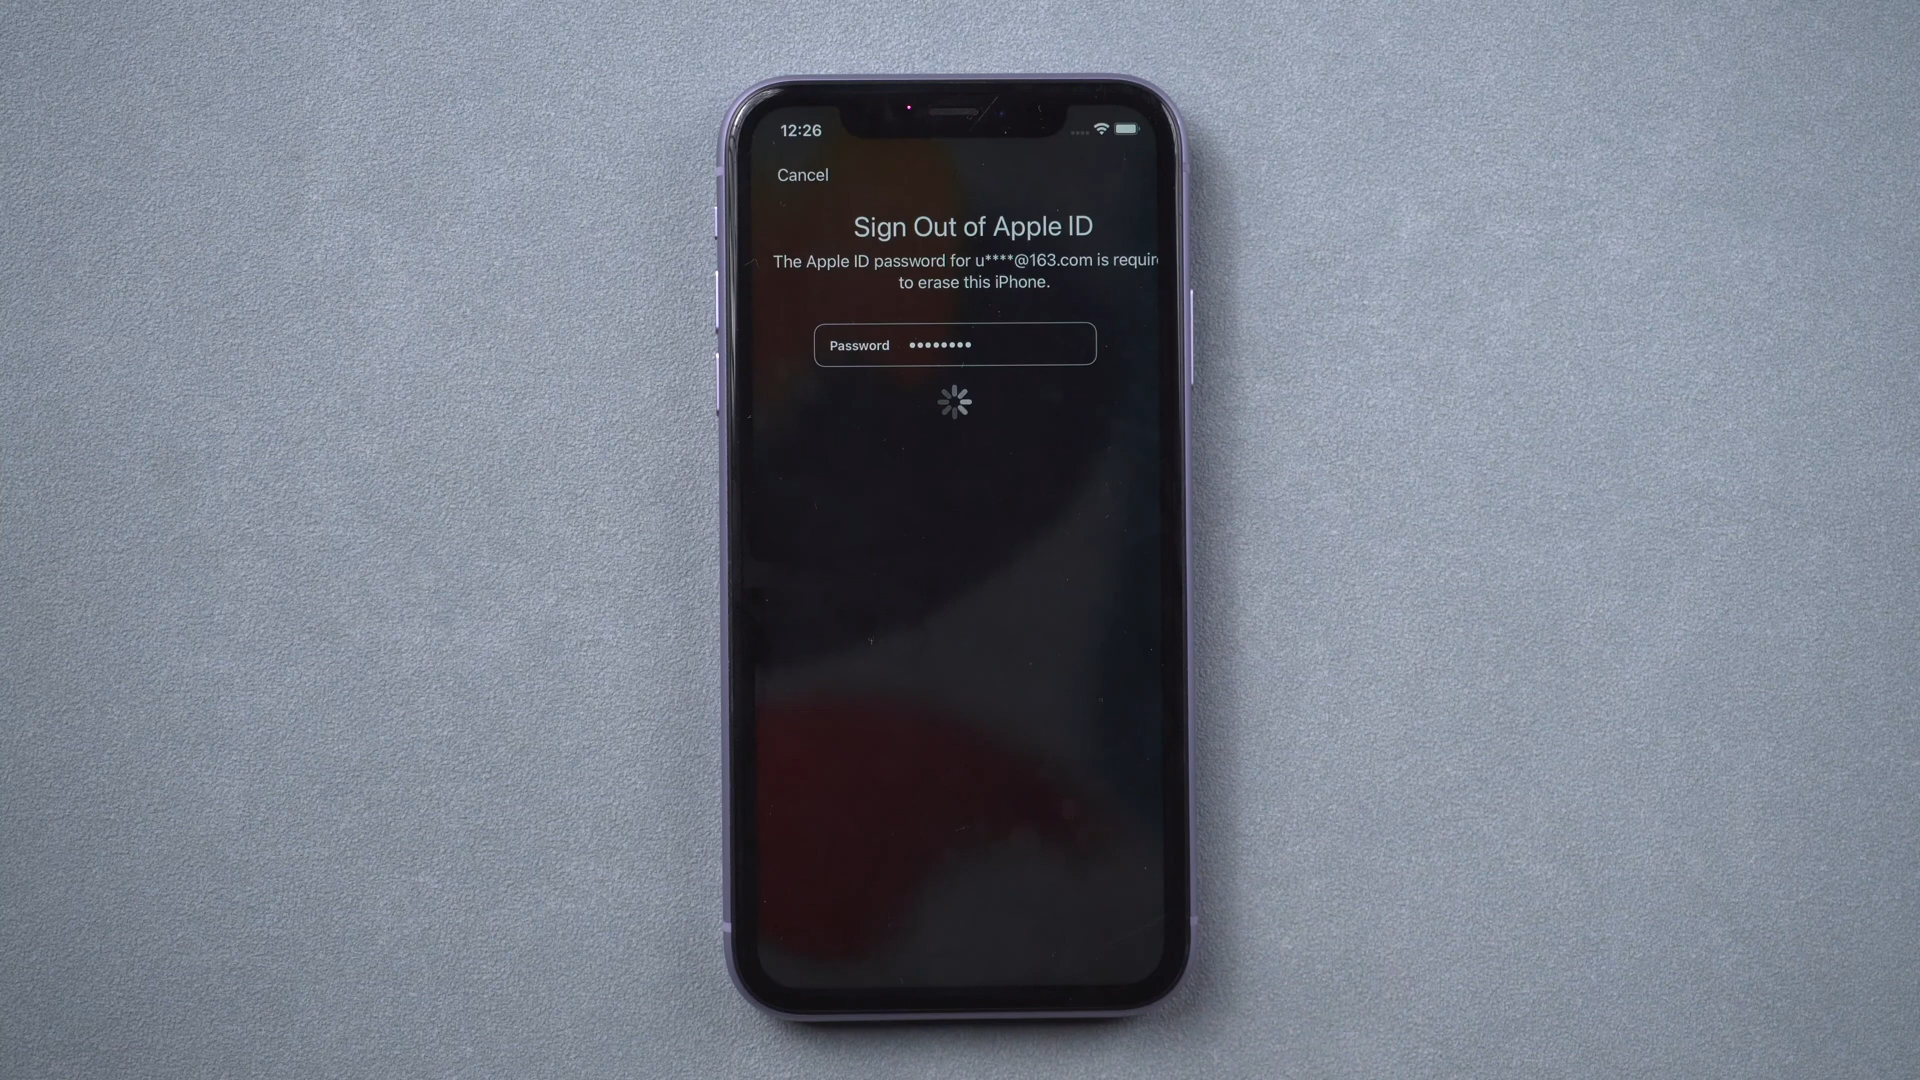 12:26
Cancel
Sign Out of Apple ID
The Apple ID password for u****@163.com is requir
to erase this iPhone.
Password ••••••••